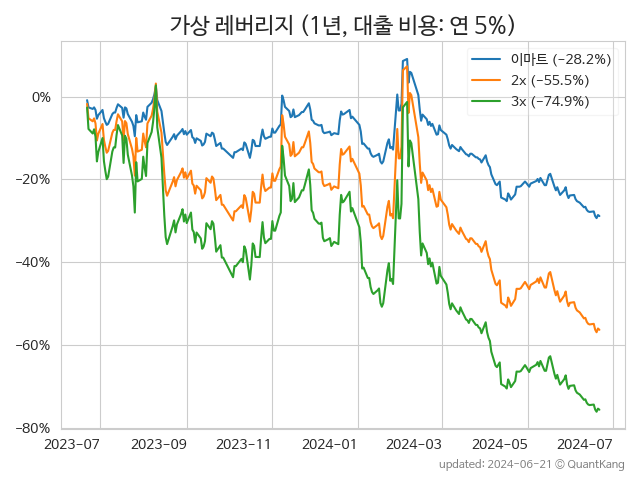 가상 레버리지 (1년, 대출 비용: 연 5%)
이마트 (−28.2%)
2x (−55.5%)
3x (−74.9%)
0%
−20%
−40%
−60%
−80%
2023-07 2023-09 2023-11 2024-01 2024-03 2024-05 2024-07
updated: 2024-06-21 © QuantKang